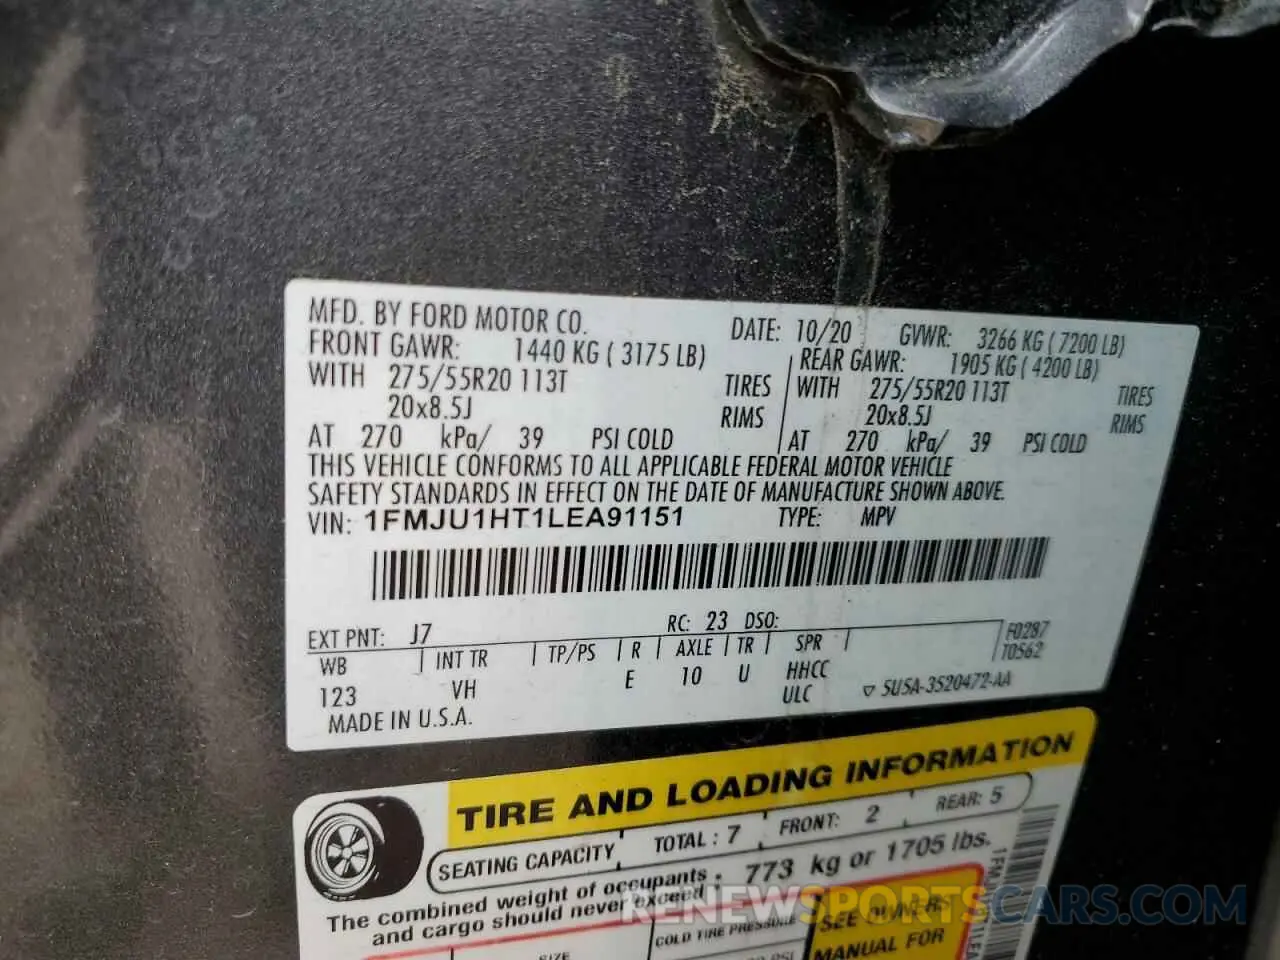 MFD. BY FORD MOTOR CO. DATE: 10/20 GVWR: 3266 KG ( 7200 LB)
FRONT GAWR: 1440 KG ( 3175 LB) REAR GAWR: 1905 KG ( 4200 LB)
WITH 275/55R20 113T TIRES WITH 275/55R20 113T TIRES
20x8.5J RIMS 20x8.5J RIMS
AT 270 kPa/ 39 PSI COLD AT 270 kPa/ 39 PSI COLD
THIS VEHICLE CONFORMS TO ALL APPLICABLE FEDERAL MOTOR VEHICLE
SAFETY STANDARDS IN EFFECT ON THE DATE OF MANUFACTURE SHOWN ABOVE.
VIN: 1FMJU1HT1LEA91151 TYPE: MPV
EXT PNT: J7 RC: 23 DSO:
WB INT TR TP/PS R AXLE TR SPR F0287
T0562
123 VH E 10 U HHCC
ULC ▽ 5U5A-3520472-AA
MADE IN U.S.A.
TIRE AND LOADING INFORMATION
SEATING CAPACITY TOTAL : 7 FRONT: 2 REAR: 5
The combined weight of occupants
and cargo should never exceed : 773 kg or 1705 lbs.
SIZE COLD TIRE PRESSURE SEE OWNERS
MANUAL FOR
RENEWSPORTSCARS.COM